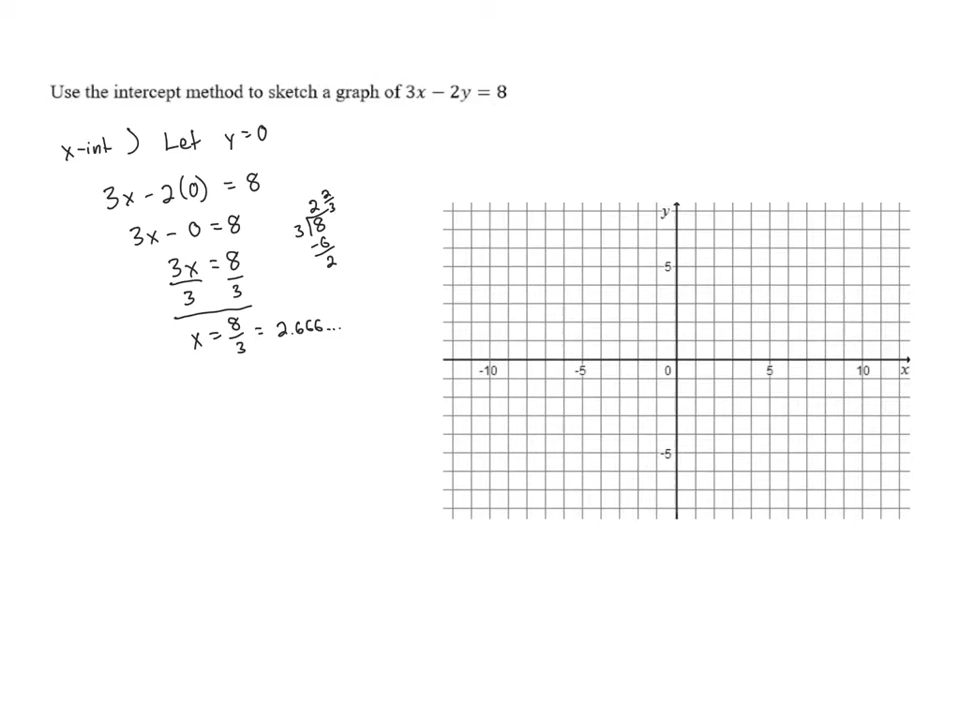 Use the intercept method to sketch a graph of 3x − 2y = 8
x-int ) Let y=0
3x - 2(0) = 8
3x - 0 = 8
3x = 8
3 3
x = 8/3 = 2.666...
2 2/3
3 8
-6
2
y
5
-10 -5 0 5 10 x
-5